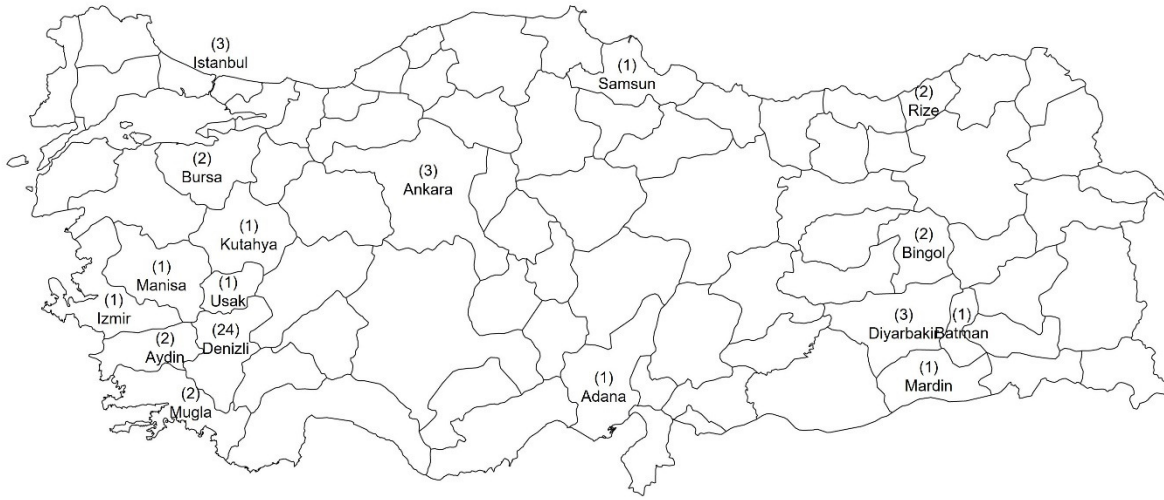 (3)
Istanbul
(1)
Samsun
(2)
Rize
(2)
Bursa
(3)
Ankara
(1)
Kutahya
(2)
Bingol
(1)
Manisa
(1)
Usak
(1)
Izmir
(24)
Denizli
(3)
Diyarbakir
(1)
Batman
(2)
Aydin
(1)
Mardin
(2)
Mugla
(1)
Adana